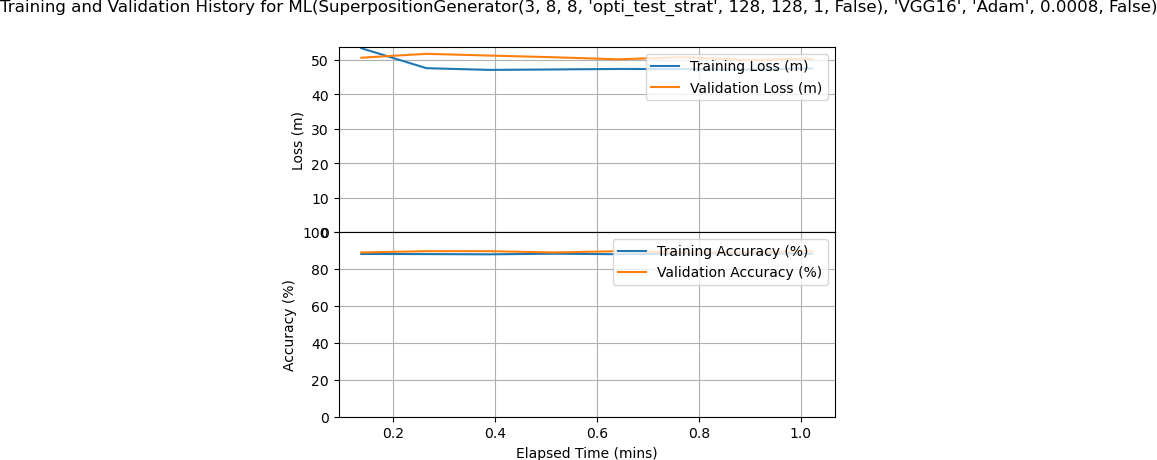 Training and Validation History for ML(SuperpositionGenerator(3, 8, 8, 'opti_test_strat', 128, 128, 1, False), 'VGG16', 'Adam', 0.0008, False)
50
40
30
20
10
0
Loss (m)
Training Loss (m)
Validation Loss (m)
100
80
60
40
20
0
Accuracy (%)
Training Accuracy (%)
Validation Accuracy (%)
0.2 0.4 0.6 0.8 1.0
Elapsed Time (mins)